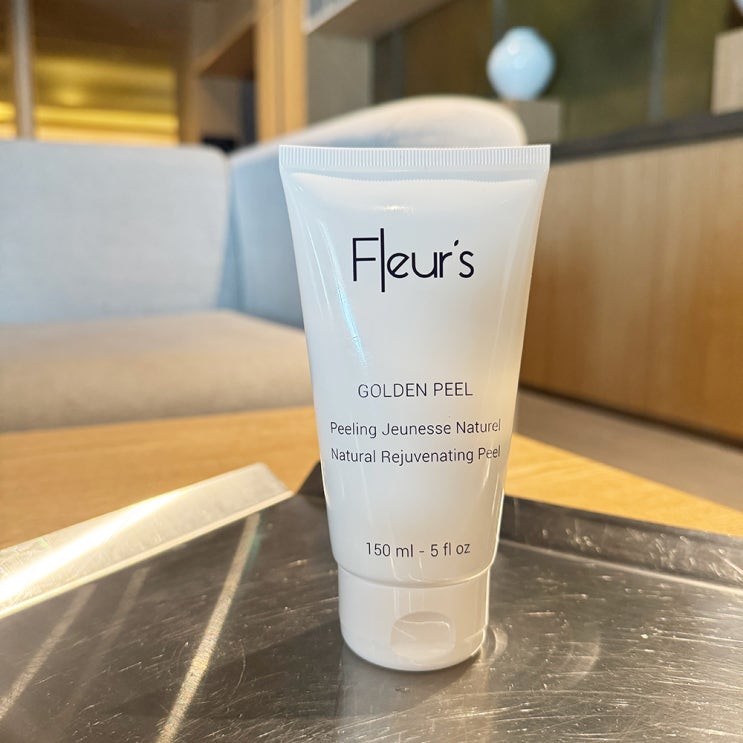 Fleur's
GOLDEN PEEL
Peeling Jeunesse Naturel
Natural Rejuvenating Peel
150 ml - 5 fl oz